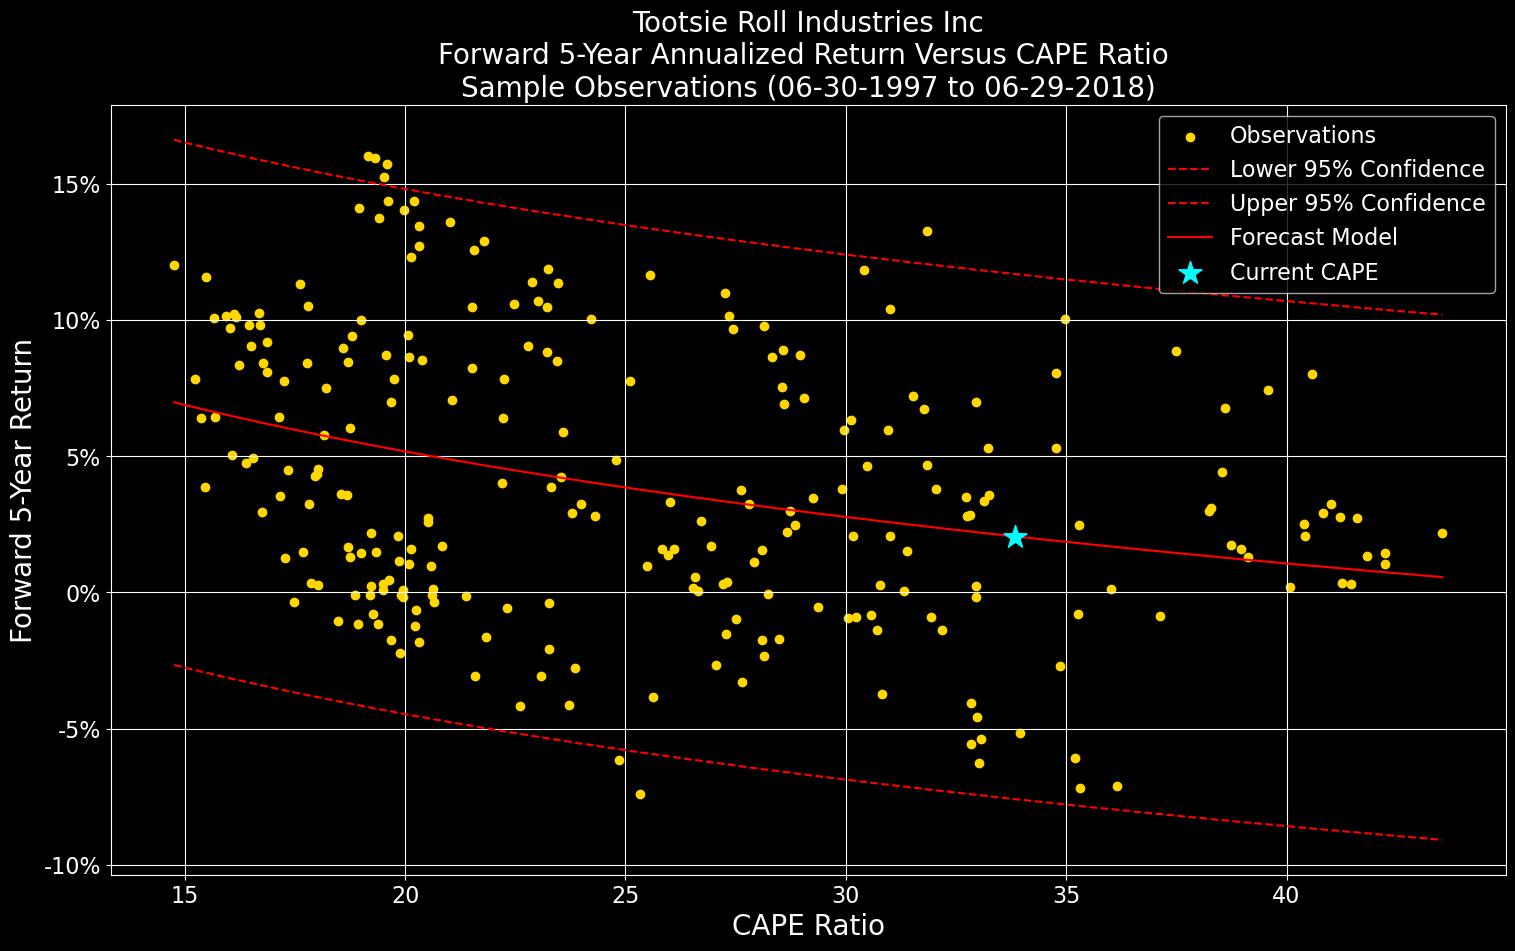 Tootsie Roll Industries Inc
Forward 5-Year Annualized Return Versus CAPE Ratio
Sample Observations (06-30-1997 to 06-29-2018)
Observations
Lower 95% Confidence
Upper 95% Confidence
Forecast Model
Current CAPE
Forward 5-Year Return
15%
10%
5%
0%
-5%
-10%
15 20 25 30 35 40
CAPE Ratio